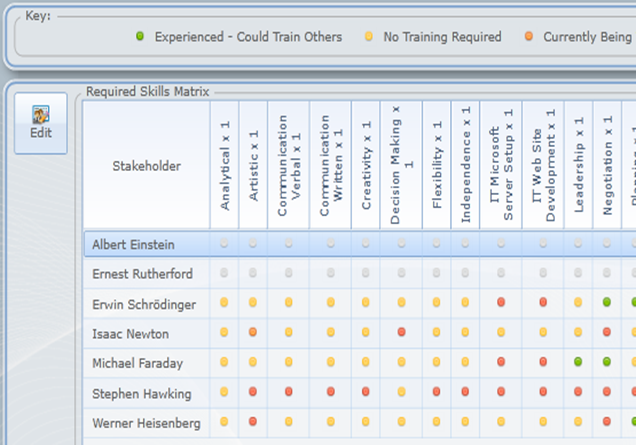 Key:
Experienced - Could Train Others
No Training Required
Currently Being
Edit
Required Skills Matrix
Stakeholder
Analytical x 1
Artistic x 1
Communication
Verbal x 1
Communication
Written x 1
Creativity x 1
Decision Making x
1
Flexibility x 1
Independence x 1
IT Microsoft
Server Setup x 1
IT Web Site
Development x 1
Leadership x 1
Negotiation x 1
Albert Einstein
Ernest Rutherford
Erwin Schrödinger
Isaac Newton
Michael Faraday
Stephen Hawking
Werner Heisenberg